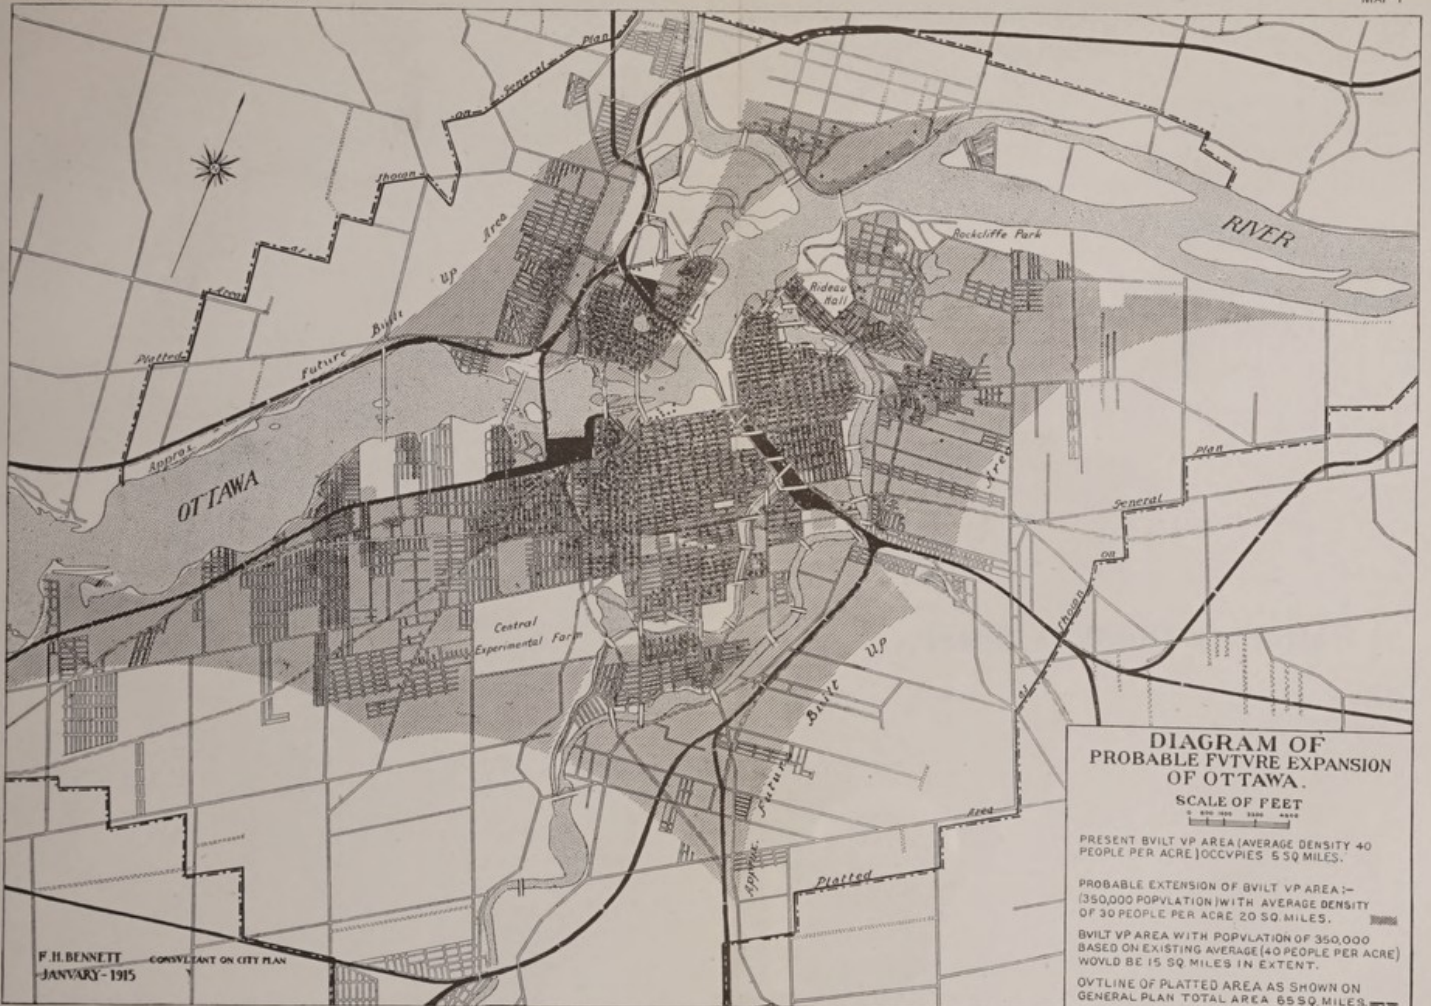 MAP 1
Plan
General
on
shown
as
Area
Platted
Area
Up
Built
Future
Approx.
OTTAWA
RIVER
Rockcliffe Park
Rideau
Hall
Central
Experimental Farm
Area
Up
Built
Future
Approx.
Plan
General
on
shown
as
Area
Platted
F.H. BENNETT CONSVLTANT ON CITY PLAN
JANVARY-1915
DIAGRAM OF
PROBABLE FVTVRE EXPANSION
OF OTTAWA.
SCALE OF FEET
PRESENT BVILT VP AREA (AVERAGE DENSITY 40
PEOPLE PER ACRE) OCCVPIES 5 SQ MILES.
PROBABLE EXTENSION OF BVILT VP AREA:-
(350,000 POPVLATION) WITH AVERAGE DENSITY
OF 30 PEOPLE PER ACRE 20 SQ. MILES.
BVILT VP AREA WITH POPVLATION OF 350,000
BASED ON EXISTING AVERAGE (40 PEOPLE PER ACRE)
WOVLD BE 15 SQ MILES IN EXTENT.
OVTLINE OF PLATTED AREA AS SHOWN ON
GENERAL PLAN TOTAL AREA 65 SQ. MILES